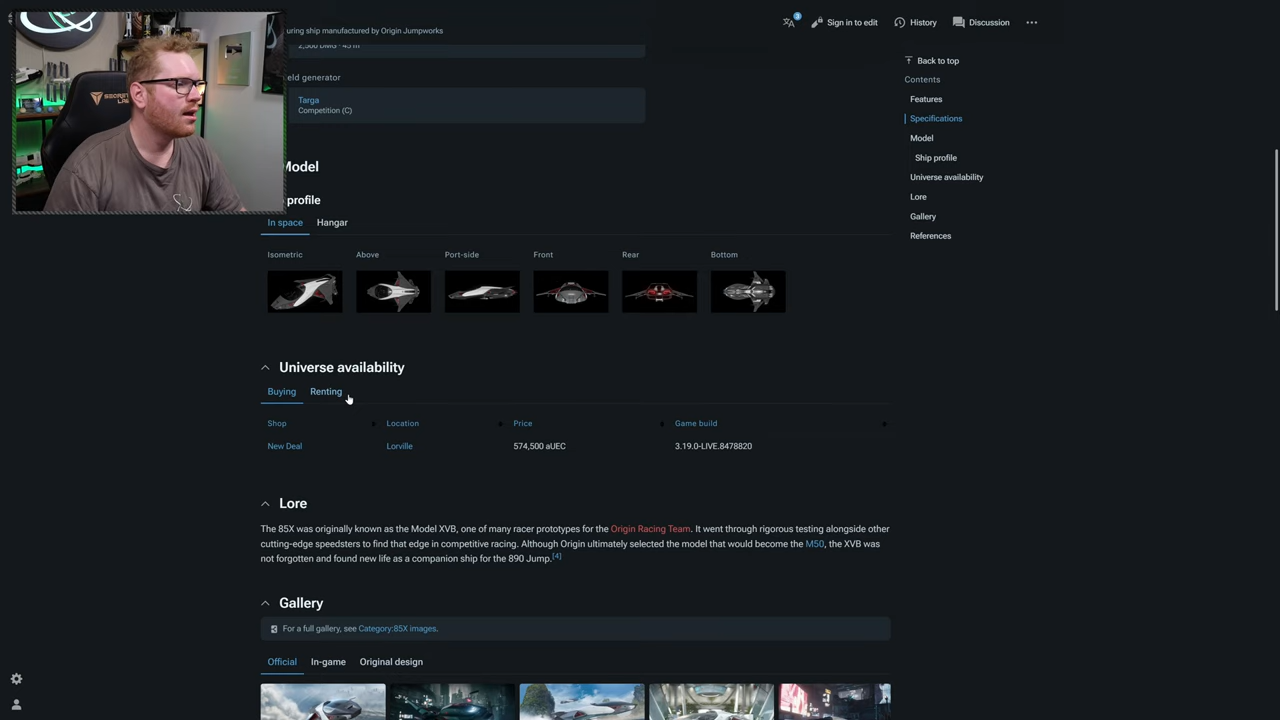 uring ship manufactured by Origin Jumpworks
3
Sign in to edit
History
Discussion
2,500 DMG · 45 m
eld generator
Targa
Competition (C)
Model
profile
In space
Hangar
Isometric
Above
Port-side
Front
Rear
Bottom
Universe availability
Buying
Renting
Shop
Location
Price
Game build
New Deal
Lorville
574,500 aUEC
3.19.0-LIVE.8478820
Lore
The 85X was originally known as the Model XVB, one of many racer prototypes for the Origin Racing Team. It went through rigorous testing alongside other
cutting-edge speedsters to find that edge in competitive racing. Although Origin ultimately selected the model that would become the M50, the XVB was
not forgotten and found new life as a companion ship for the 890 Jump.[4]
Gallery
For a full gallery, see Category:85X images.
Official
In-game
Original design
Back to top
Contents
Features
Specifications
Model
Ship profile
Universe availability
Lore
Gallery
References